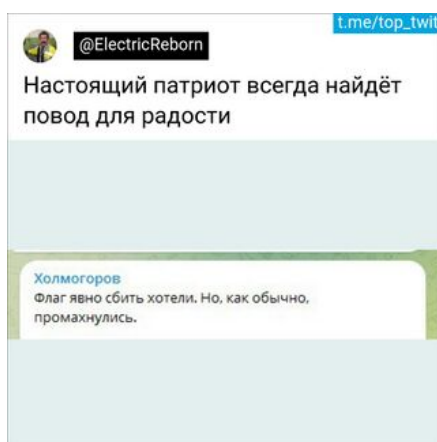 t.me/top_twit
@ElectricReborn
Настоящий патриот всегда найдёт
повод для радости
Холмогоров
Флаг явно сбить хотели. Но, как обычно,
промахнулись.